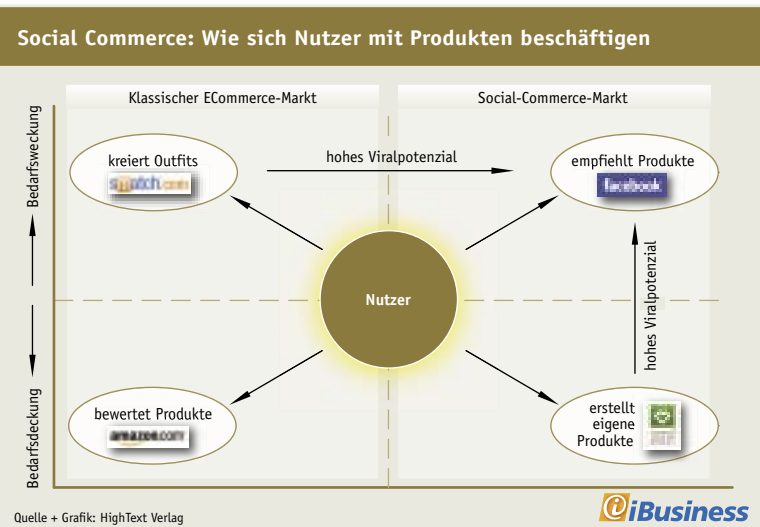 Social Commerce: Wie sich Nutzer mit Produkten beschäftigen
Klassischer ECommerce-Markt
Social-Commerce-Markt
Bedarfsweckung
Bedarfsdeckung
kreiert Outfits
hohes Viralpotenzial
empfiehlt Produkte
facebook
Nutzer
hohes Viralpotenzial
bewertet Produkte
amazon.com
erstellt
eigene
Produkte
Quelle + Grafik: HighText Verlag
iBusiness